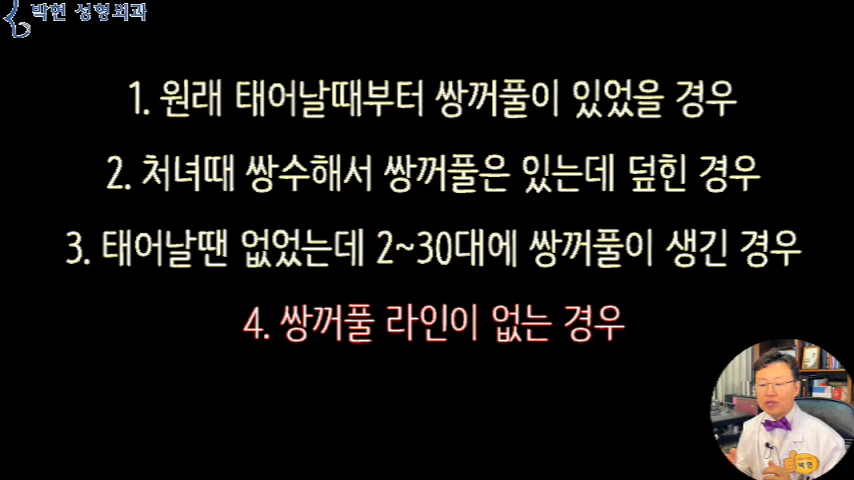 박현 성형외과
1. 원래 태어날때부터 쌍꺼풀이 있었을 경우
2. 처녀때 쌍수해서 쌍꺼풀은 있는데 덮힌 경우
3. 태어날땐 없었는데 2~30대에 쌍꺼풀이 생긴 경우
4. 쌍꺼풀 라인이 없는 경우
박현